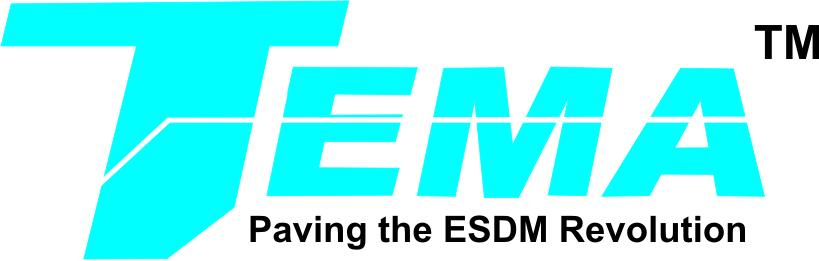 TEMA TM
Paving the ESDM Revolution